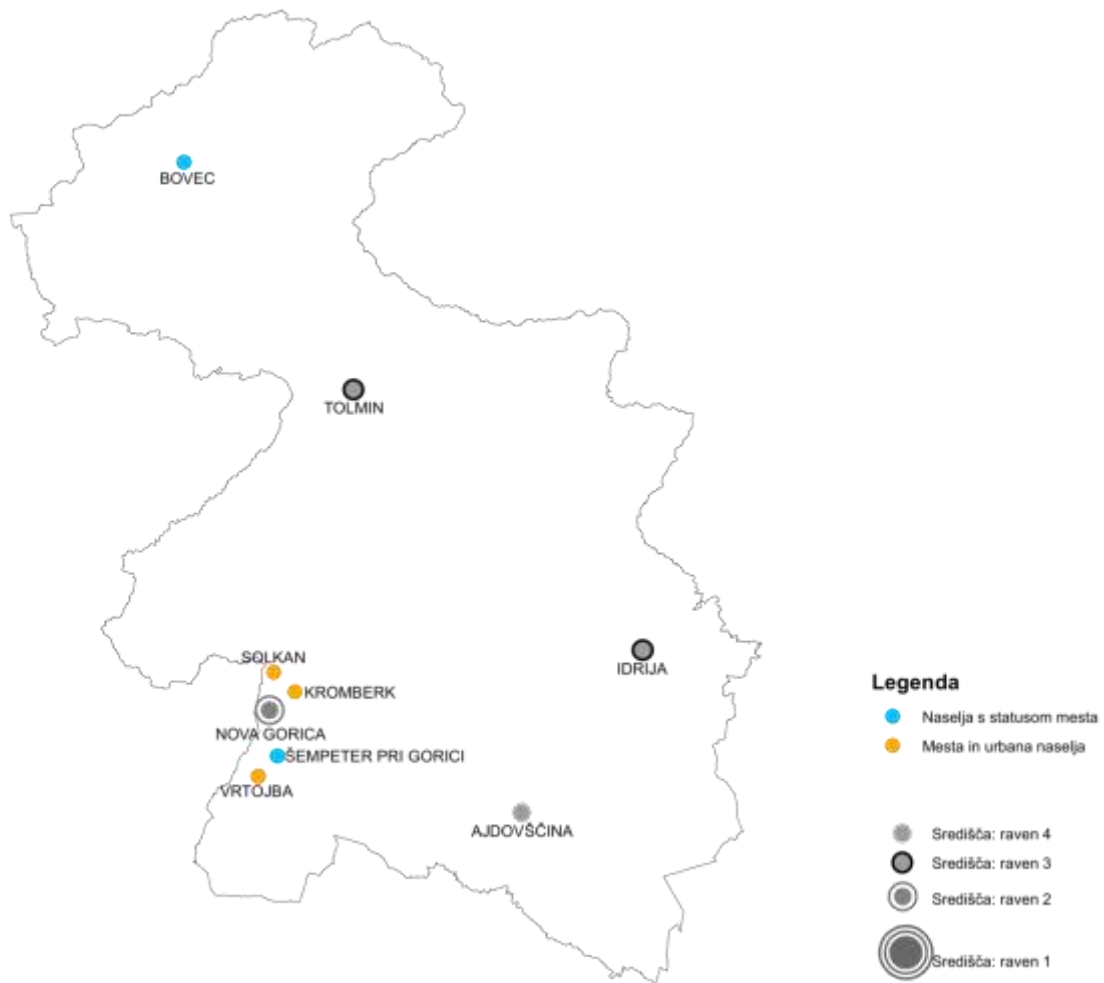 BOVEC
TOLMIN
SOLKAN
KROMBERK
IDRIJA
NOVA GORICA
ŠEMPETER PRI GORICI
VRTOJBA
AJDOVŠČINA
Legenda
Naselja s statusom mesta
Mesta in urbana naselja
Središča: raven 4
Središča: raven 3
Središča: raven 2
Središča: raven 1